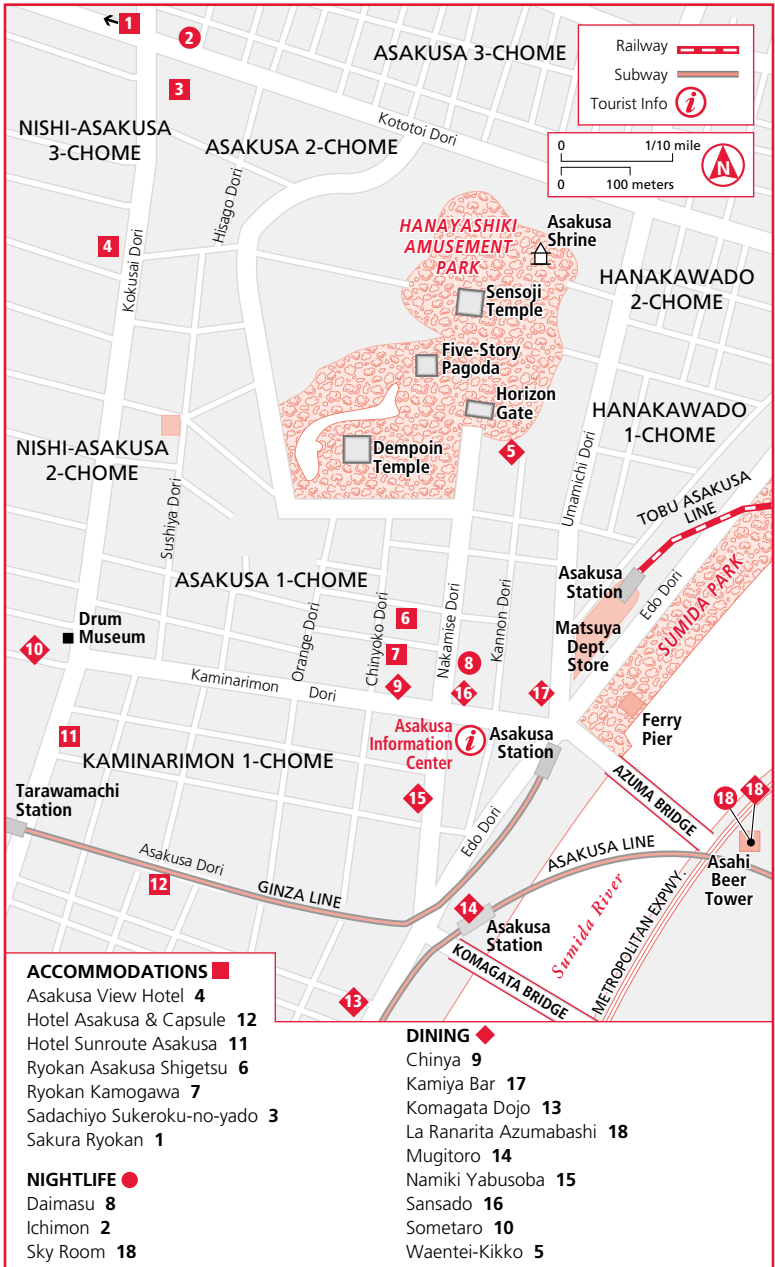 1
2
3
ASAKUSA 3-CHOME
Railway
Subway
Tourist Info i
0 1/10 mile
0 100 meters
N
NISHI-ASAKUSA
3-CHOME
ASAKUSA 2-CHOME
Kototoi Dori
Hisago Dori
4
Kokusai Dori
HANAYASHIKI
AMUSEMENT
PARK
Asakusa
Shrine
Sensoji
Temple
HANAKAWADO
2-CHOME
Five-Story
Pagoda
Horizon
Gate
HANAKAWADO
1-CHOME
5
Dempoin
Temple
NISHI-ASAKUSA
2-CHOME
Sushiya Dori
Umamichi Dori
TOBU ASAKUSA
LINE
ASAKUSA 1-CHOME
Asakusa
Station
Edo Dori
SUMIDA PARK
Matsuya
Dept.
Store
Drum
Museum
10
Orange Dori
Chinyoko Dori
6
7
Nakamise Dori
Kannon Dori
8
9
16
17
Kaminarimon Dori
Asakusa
Information
Center
i
Asakusa
Station
Ferry
Pier
11
KAMINARIMON 1-CHOME
15
Tarawamachi
Station
Edo Dori
AZUMA BRIDGE
18
18
Asahi
Beer
Tower
Asakusa Dori
12
GINZA LINE
ASAKUSA LINE
14
Asakusa
Station
Sumida River
METROPOLITAN EXPWY.
KOMAGATA BRIDGE
13
ACCOMMODATIONS
Asakusa View Hotel 4
Hotel Asakusa & Capsule 12
Hotel Sunroute Asakusa 11
Ryokan Asakusa Shigetsu 6
Ryokan Kamogawa 7
Sadachiyo Sukeroku-no-yado 3
Sakura Ryokan 1
NIGHTLIFE
Daimasu 8
Ichimon 2
Sky Room 18
DINING
Chinya 9
Kamiya Bar 17
Komagata Dojo 13
La Ranarita Azumabashi 18
Mugitoro 14
Namiki Yabusoba 15
Sansado 16
Sometaro 10
Waentei-Kikko 5